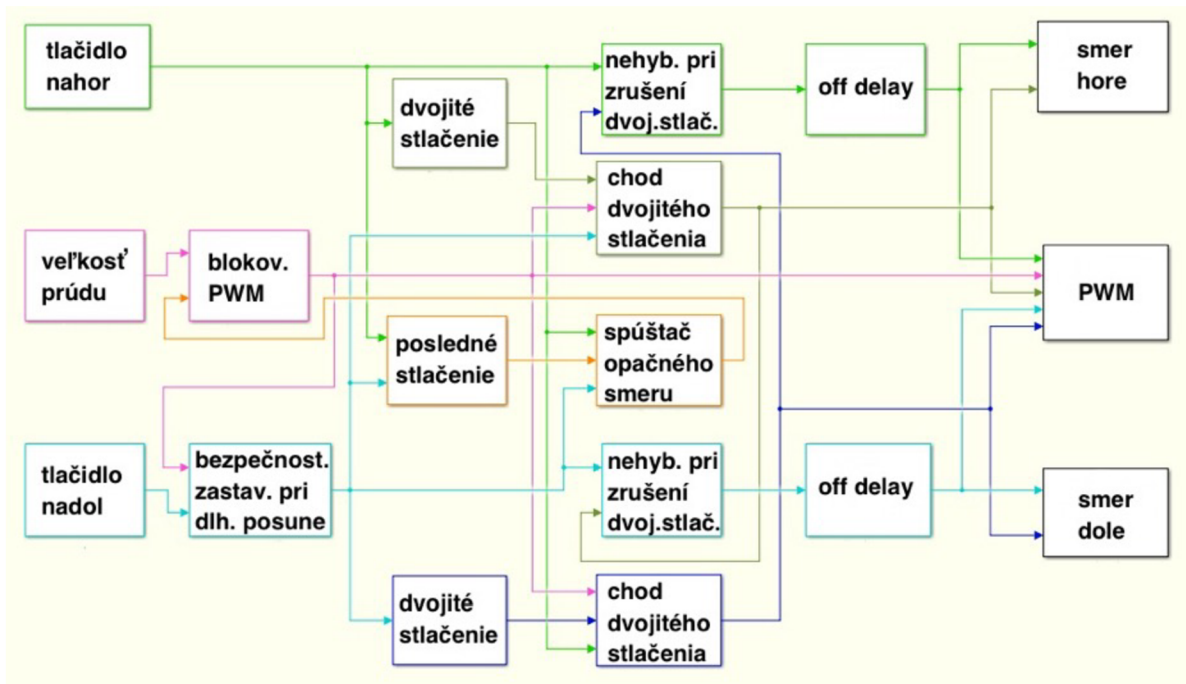 tlačidlo
nahor
dvojité
stlačenie
nehyb. pri
zrušení
dvoj.stlač.
off delay
smer
hore
chod
dvojitého
stlačenia
veľkosť
prúdu
blokov.
PWM
PWM
posledné
stlačenie
spúštač
opačného
smeru
tlačidlo
nadol
bezpečnost.
zastav. pri
dlh. posune
nehyb. pri
zrušení
dvoj.stlač.
off delay
smer
dole
dvojité
stlačenie
chod
dvojitého
stlačenia